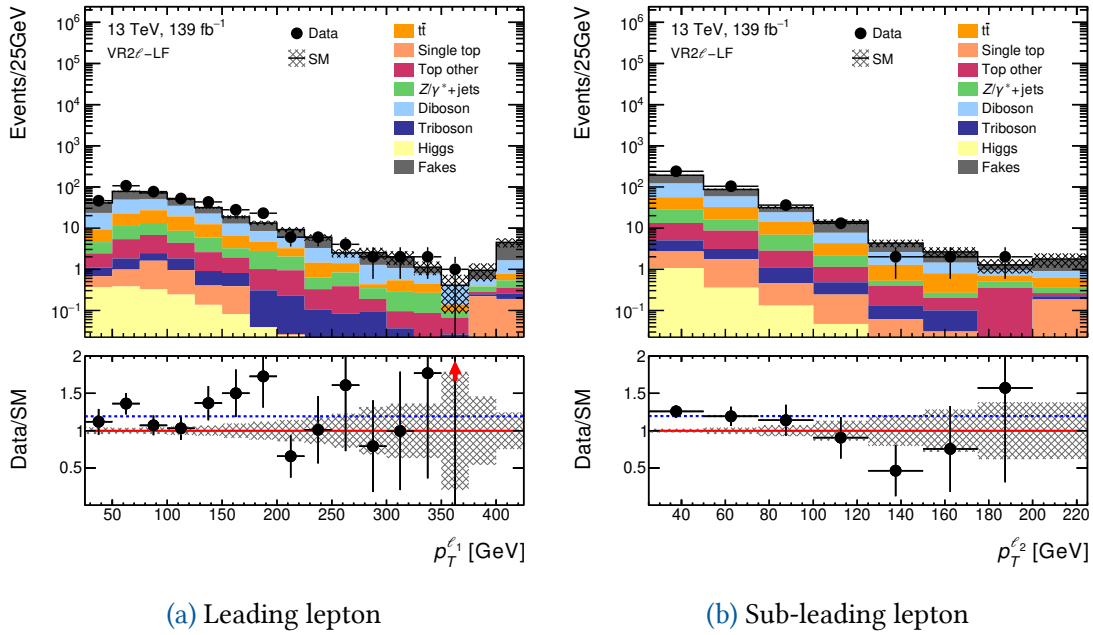 13 TeV, 139 fb⁻¹
VR2ℓ−LF
Data
SM
tt̄
Single top
Top other
Z/γ*+jets
Diboson
Triboson
Higgs
Fakes
Events/25GeV
10⁶
10⁵
10⁴
10³
10²
10
1
10⁻¹
Data/SM
2
1.5
1
0.5
50 100 150 200 250 300 350 400
p_T^ℓ₁ [GeV]
(a) Leading lepton
13 TeV, 139 fb⁻¹
VR2ℓ−LF
Data
SM
tt̄
Single top
Top other
Z/γ*+jets
Diboson
Triboson
Higgs
Fakes
Events/25GeV
10⁶
10⁵
10⁴
10³
10²
10
1
10⁻¹
Data/SM
2
1.5
1
0.5
40 60 80 100 120 140 160 180 200 220
p_T^ℓ₂ [GeV]
(b) Sub-leading lepton